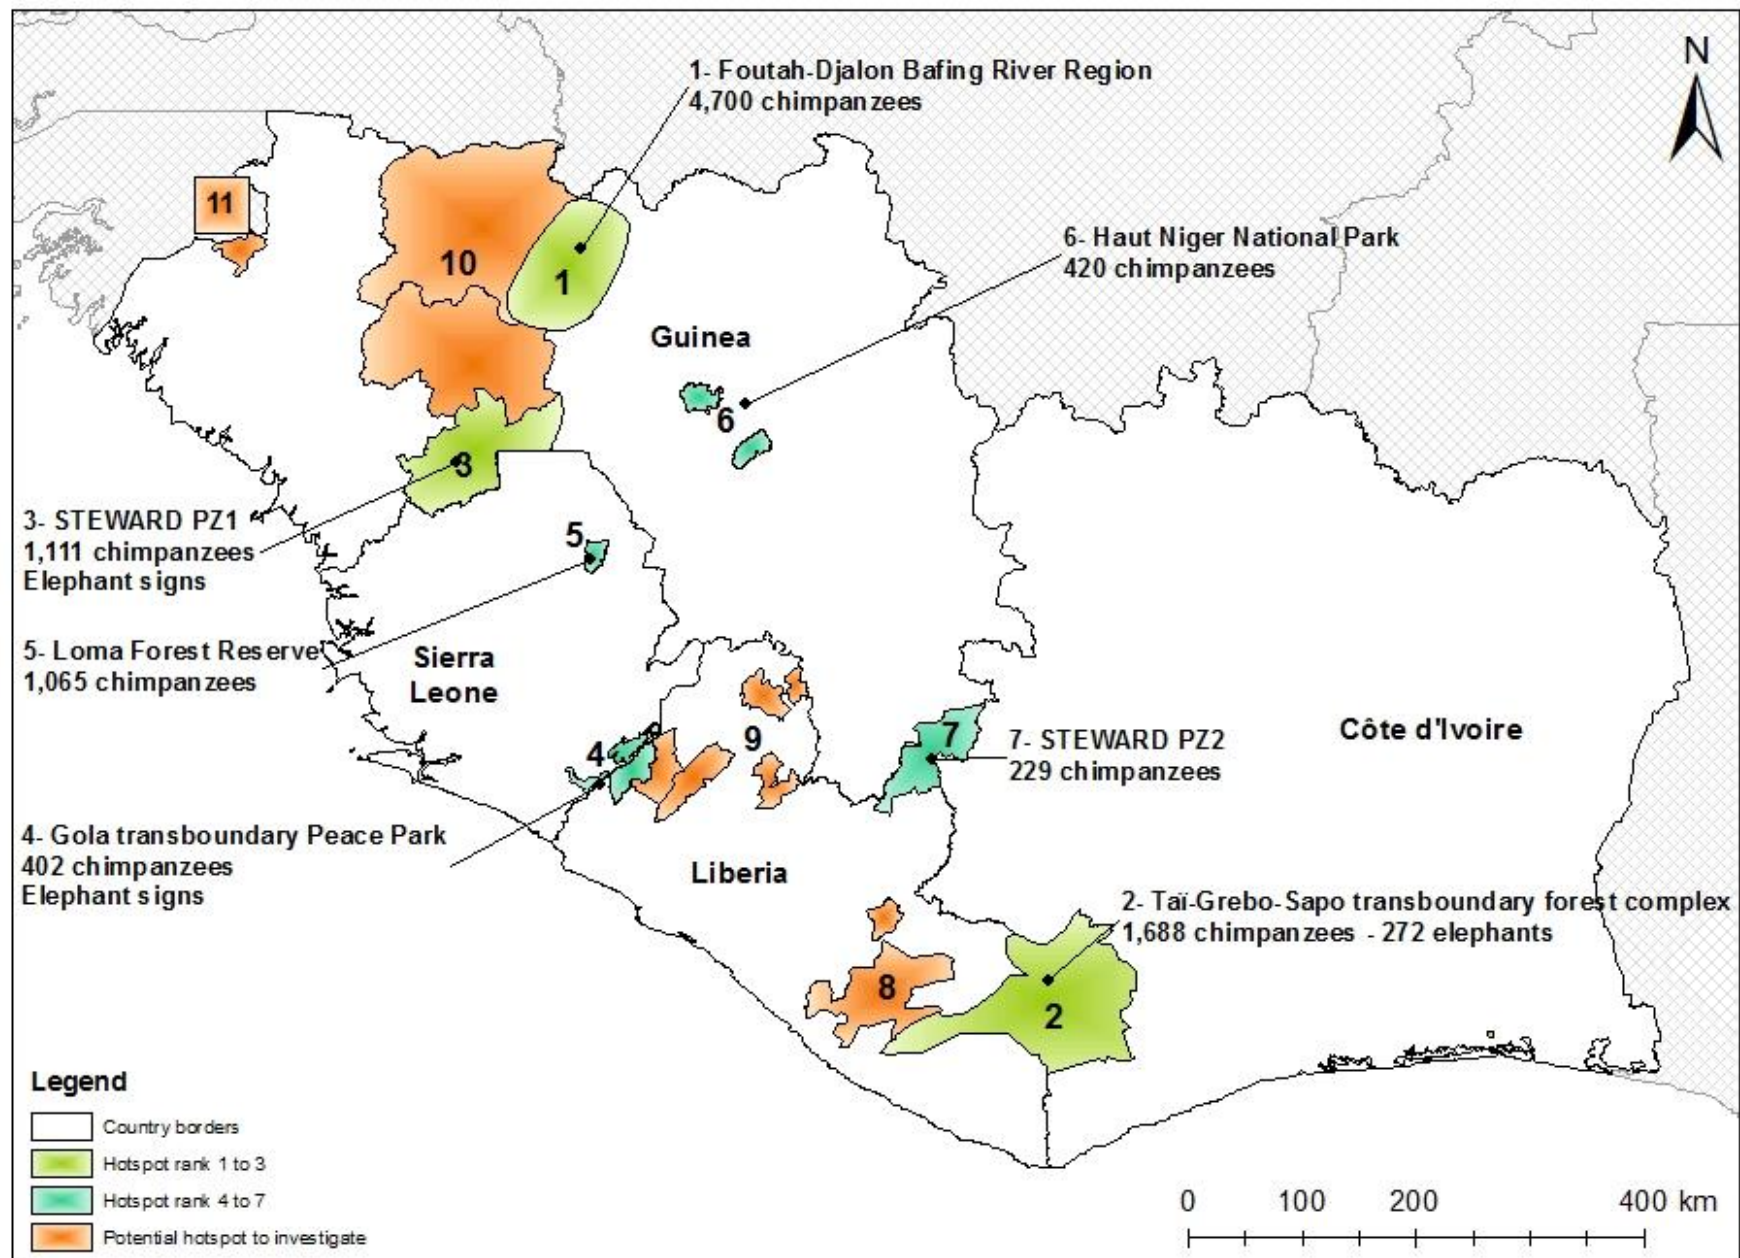 1- Foutah-Djalon Bafing River Region
4,700 chimpanzees
N
11
10
1
6- Haut Niger National Park
420 chimpanzees
Guinea
6
3
3- STEWARD PZ1
1,111 chimpanzees
Elephant signs
5
5- Loma Forest Reserve
1,065 chimpanzees
Sierra
Leone
4
9
7
7- STEWARD PZ2
229 chimpanzees
Côte d'Ivoire
4- Gola transboundary Peace Park
402 chimpanzees
Elephant signs
Liberia
2- Taï-Grebo-Sapo transboundary forest complex
1,688 chimpanzees - 272 elephants
8
2
Legend
Country borders
Hotspot rank 1 to 3
Hotspot rank 4 to 7
Potential hotspot to investigate
0 100 200 400 km